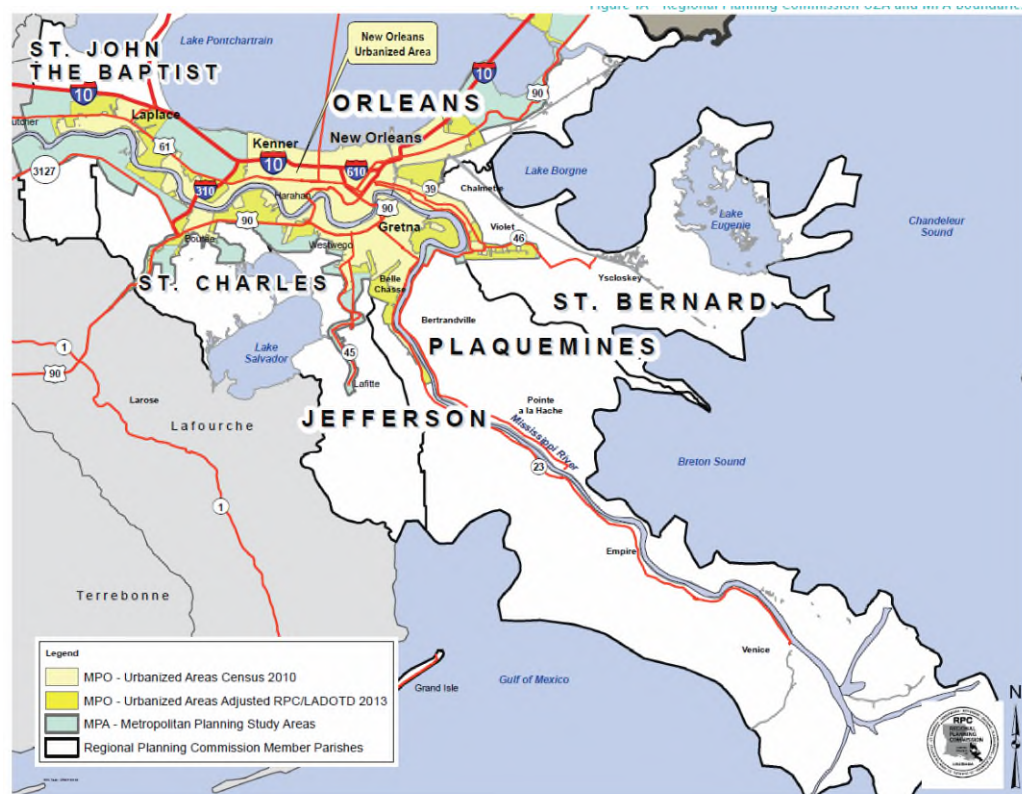 Figure 1A - Regional Planning Commission UZA and MPA Boundaries
Lake Pontchartrain
New Orleans
Urbanized Area
ST. JOHN
THE BAPTIST
10
10
90
ORLEANS
Laplace
New Orleans
Kenner
61
10
610
3127
310
Harahan
39
Chalmette
Lake Borgne
90
90
Gretna
Violet
46
Lake
Eugenie
Chandeleur
Sound
Westwego
Yscloskey
ST. CHARLES
Belle
Chasse
ST. BERNARD
Bertrandville
PLAQUEMINES
Lake
Salvador
1
90
45
Lafitte
Larose
Pointe
a la Hache
Lafourche
JEFFERSON
Mississippi River
23
Breton Sound
1
Empire
Terrebonne
Venice
Grand Isle
Gulf of Mexico
Legend
MPO - Urbanized Areas Census 2010
MPO - Urbanized Areas Adjusted RPC/LADOTD 2013
MPA - Metropolitan Planning Study Areas
Regional Planning Commission Member Parishes
N
RPC
REGIONAL
PLANNING
COMMISSION